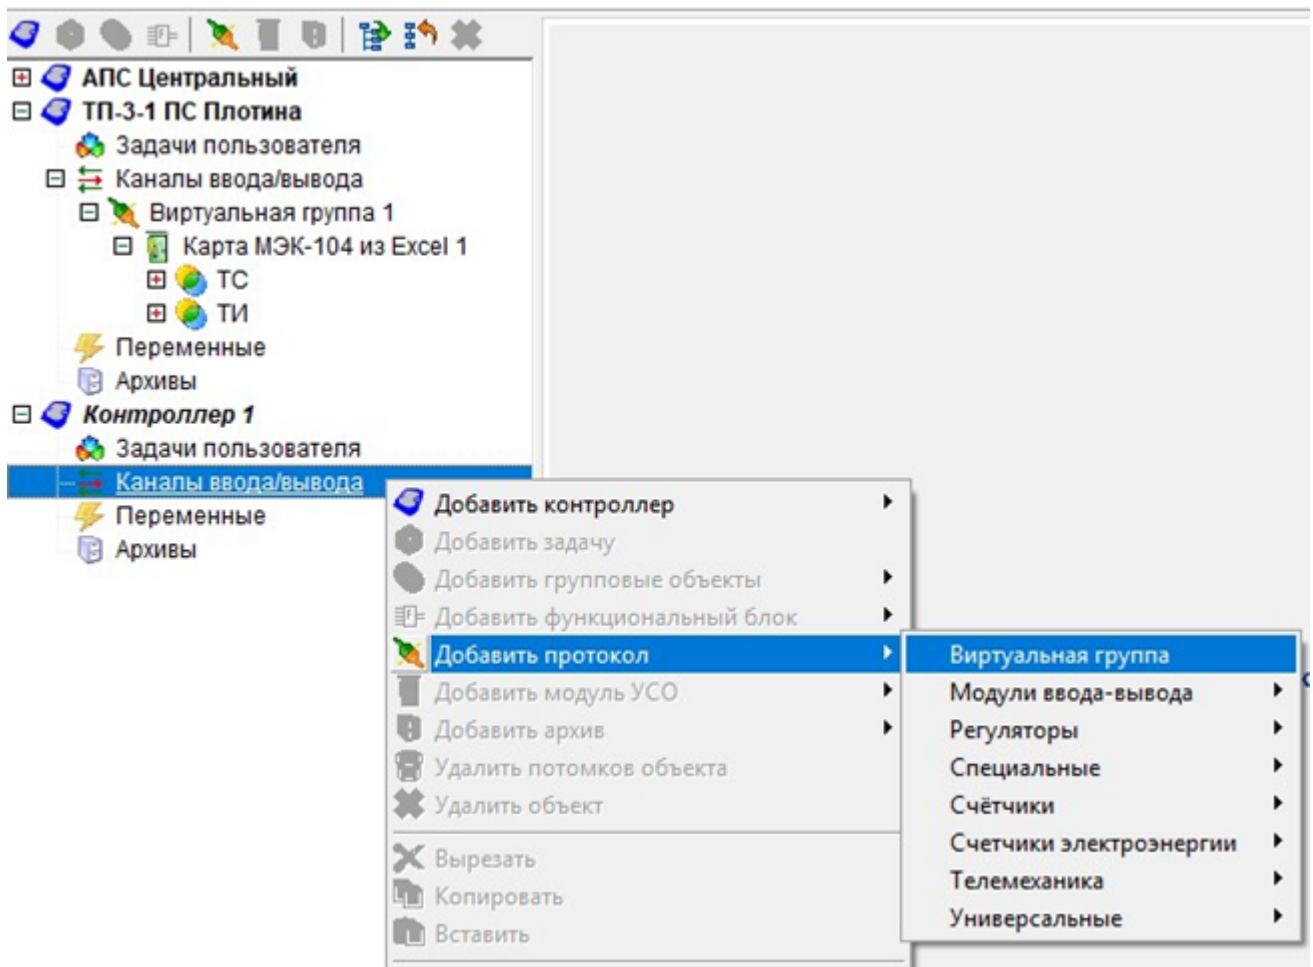 АПС Центральный
ТП-3-1 ПС Плотина
Задачи пользователя
Каналы ввода/вывода
Виртуальная группа 1
Карта МЭК-104 из Excel 1
ТС
ТИ
Переменные
Архивы
Контроллер 1
Задачи пользователя
Каналы ввода/вывода
Переменные
Архивы
Добавить контроллер
Добавить задачу
Добавить групповые объекты
Добавить функциональный блок
Добавить протокол
Добавить модуль УСО
Добавить архив
Удалить потомков объекта
Удалить объект
Вырезать
Копировать
Вставить
Виртуальная группа
Модули ввода-вывода
Регуляторы
Специальные
Счётчики
Счетчики электроэнергии
Телемеханика
Универсальные